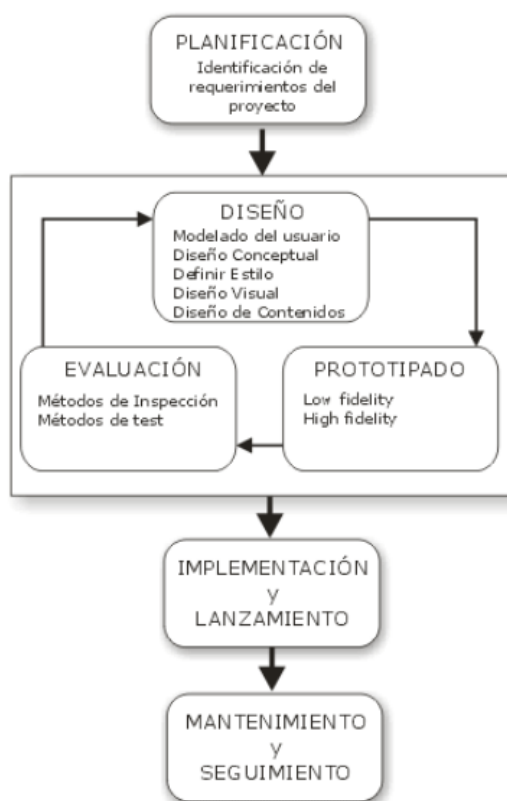 PLANIFICACIÓN
Identificación de
requerimientos del
proyecto
DISEÑO
Modelado del usuario
Diseño Conceptual
Definir Estilo
Diseño Visual
Diseño de Contenidos
EVALUACIÓN
Métodos de Inspección
Métodos de test
PROTOTIPADO
Low fidelity
High fidelity
IMPLEMENTACIÓN
y
LANZAMIENTO
MANTENIMIENTO
y
SEGUIMIENTO